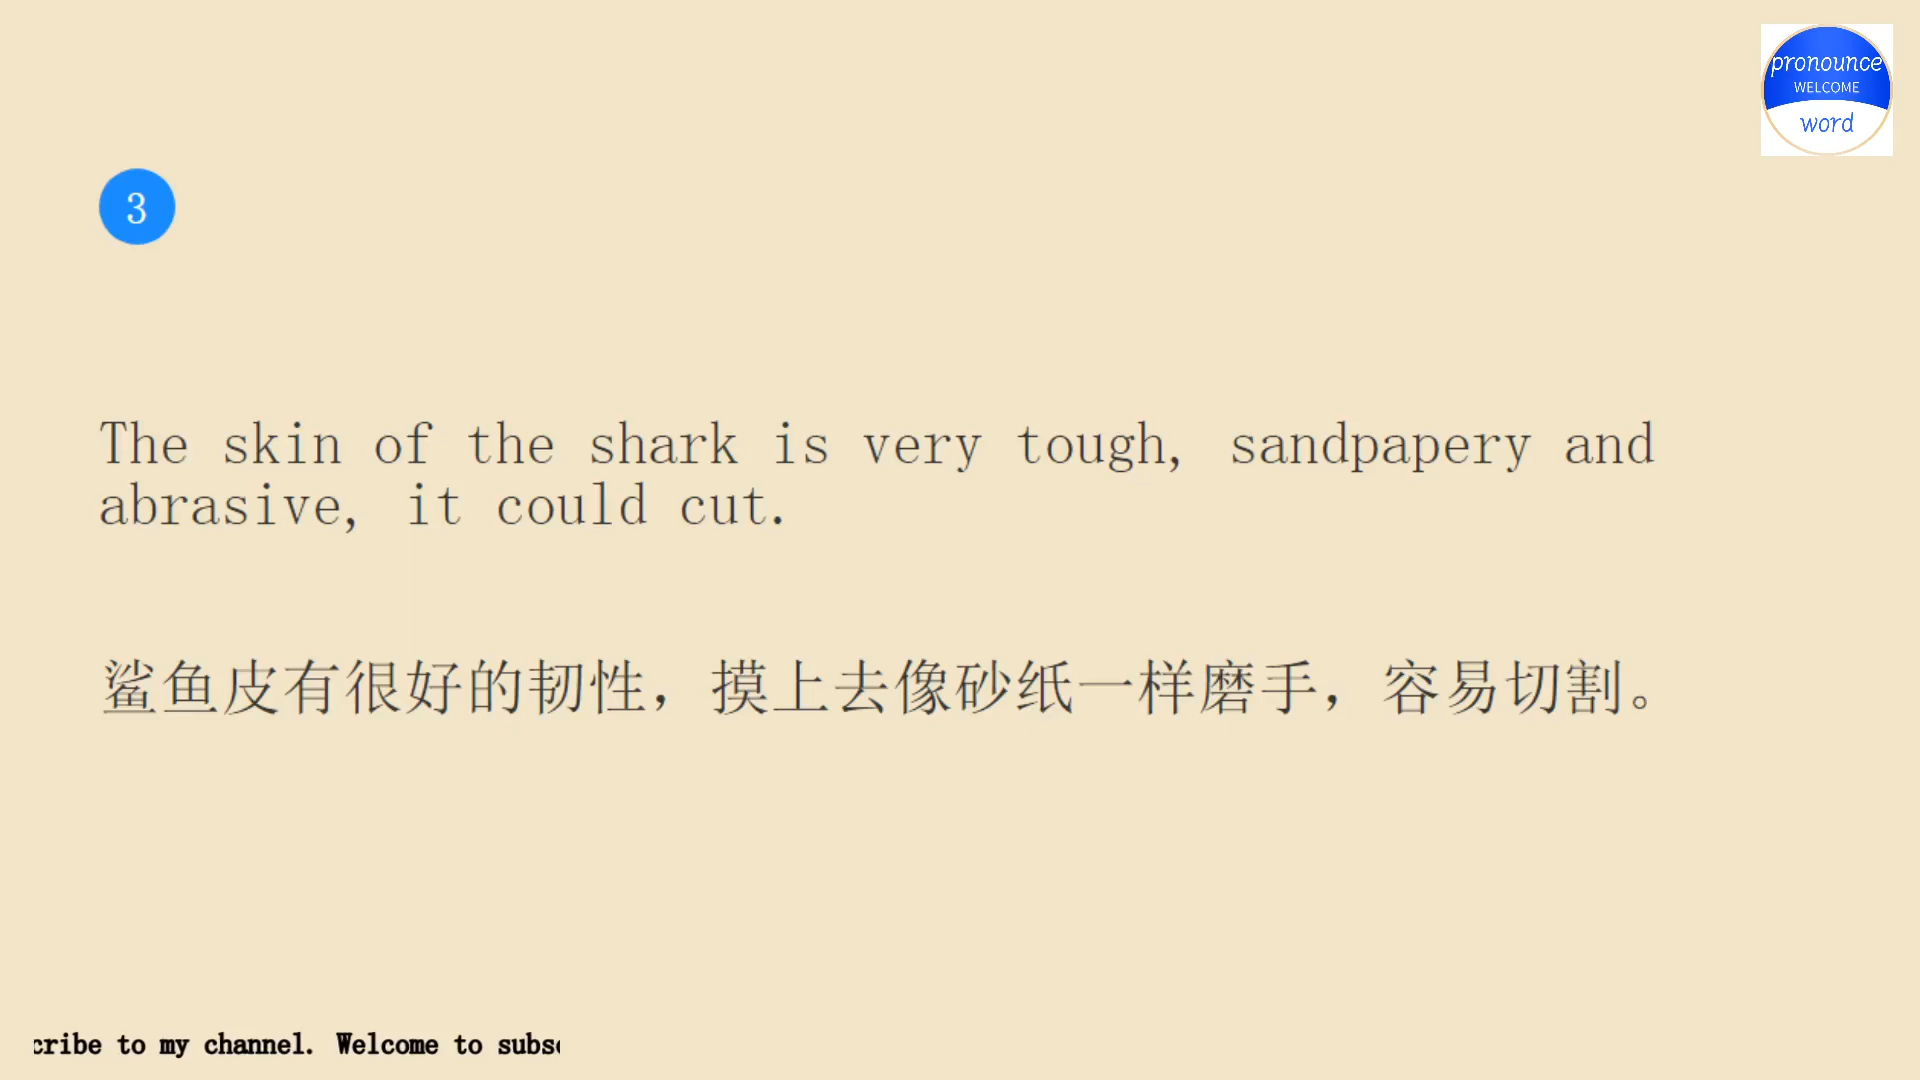 pronounce
WELCOME
word
3
The skin of the shark is very tough, sandpapery and
abrasive, it could cut.
鲨鱼皮有很好的韧性，摸上去像砂纸一样磨手，容易切割。
cribe to my channel. Welcome to subs